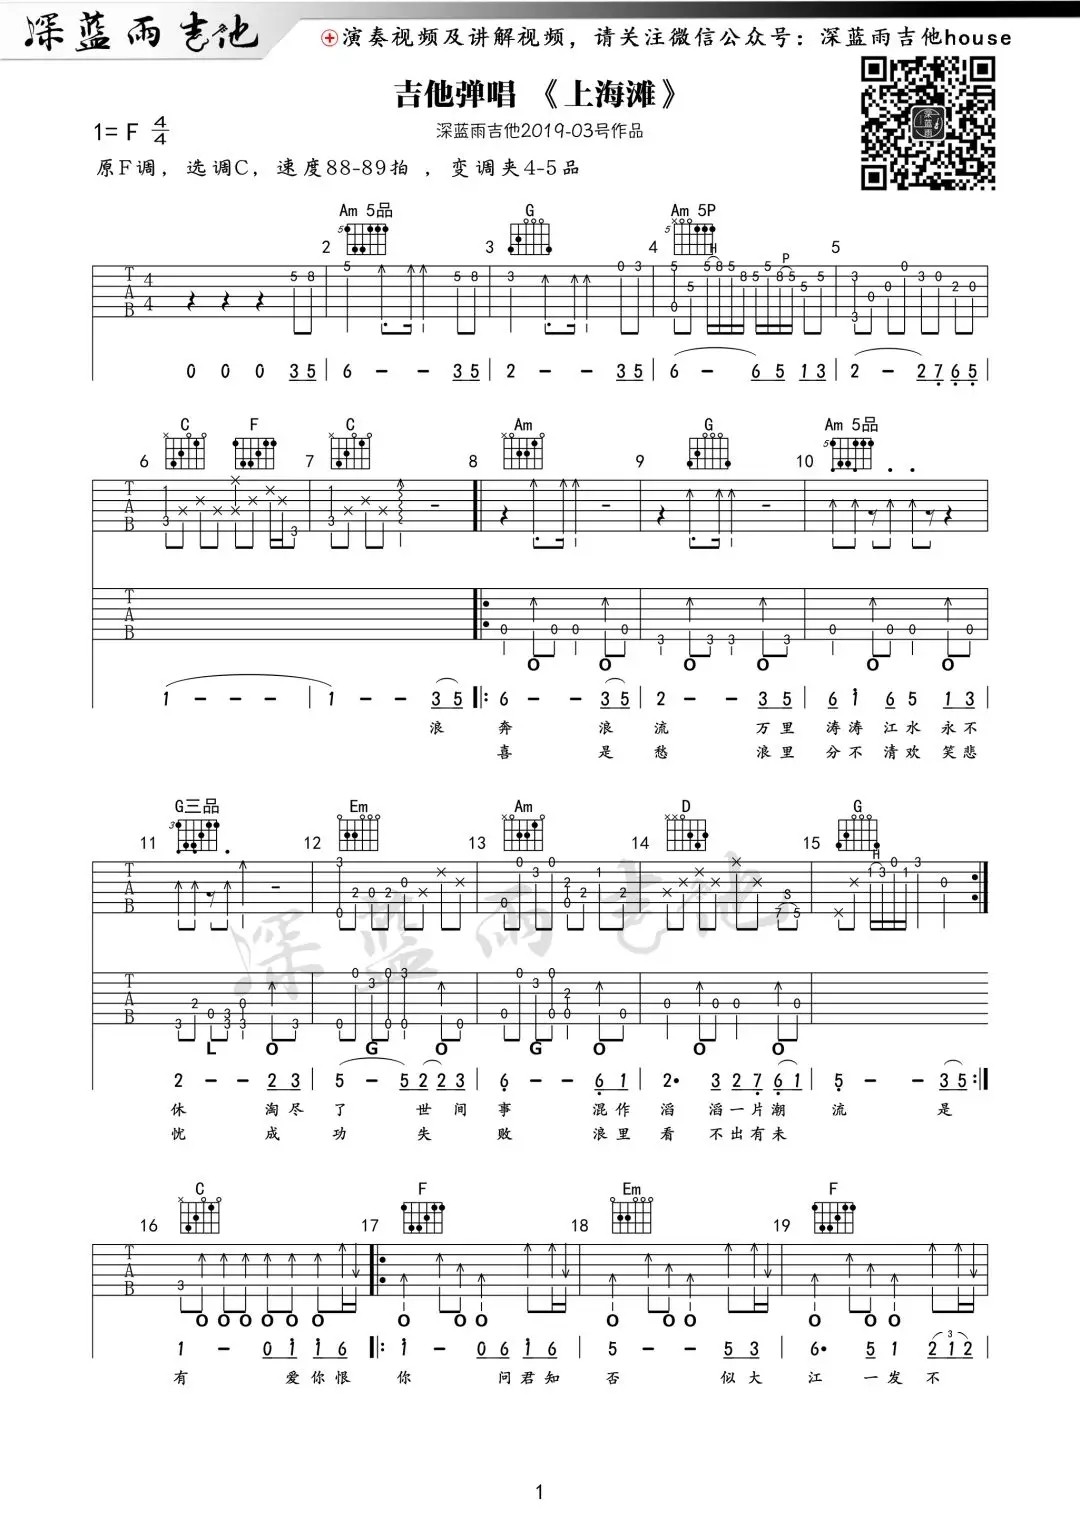 深蓝雨吉他
演奏视频及讲解视频，请关注微信公众号：深蓝雨吉他house
吉他弹唱 《上海滩》
深蓝雨吉他2019-03号作品
1= F 4/4
原F调，选调C，速度88-89拍 ，变调夹4-5品
Am 5品 G Am 5P
2 3 4 5
0 0 0 3 5 | 6 - - 3 5 | 2 - - 3 5 | 6 - 6 5 1 3 | 2 - 2 7 6 5
C F C Am G Am 5品
6 7 8 9 10
1 - - - | 1 - - 3 5 |: 6 - - 3 5 | 2 - - 3 5 | 6 1 6 5 1 3
浪 奔 浪 流 万里 涛涛江水永不
喜 是 愁 浪里 分不清欢笑悲
G三品 Em Am D G
11 12 13 14 15
L O G O G O O O
2 - - 2 3 | 5 - 5 2 2 3 | 6 - - 6 1 | 2· 3 2 7 6 1 | 5 - - 3 5 :|
休 淘尽了 世间事 混作滔 滔一片潮 流 是
忧 成 功 失 败 浪里看 不出有未
C F Em F
16 17 18 19
O O O O O O O O O O O O O O O
1 - 0 1 1 6 |: 1 - 0 6 1 6 | 5 - - 5 3 | 6· 5 1 2 1 2
有 爱你恨 你 问君知 否 似大 江 一发不
深蓝雨吉他
1